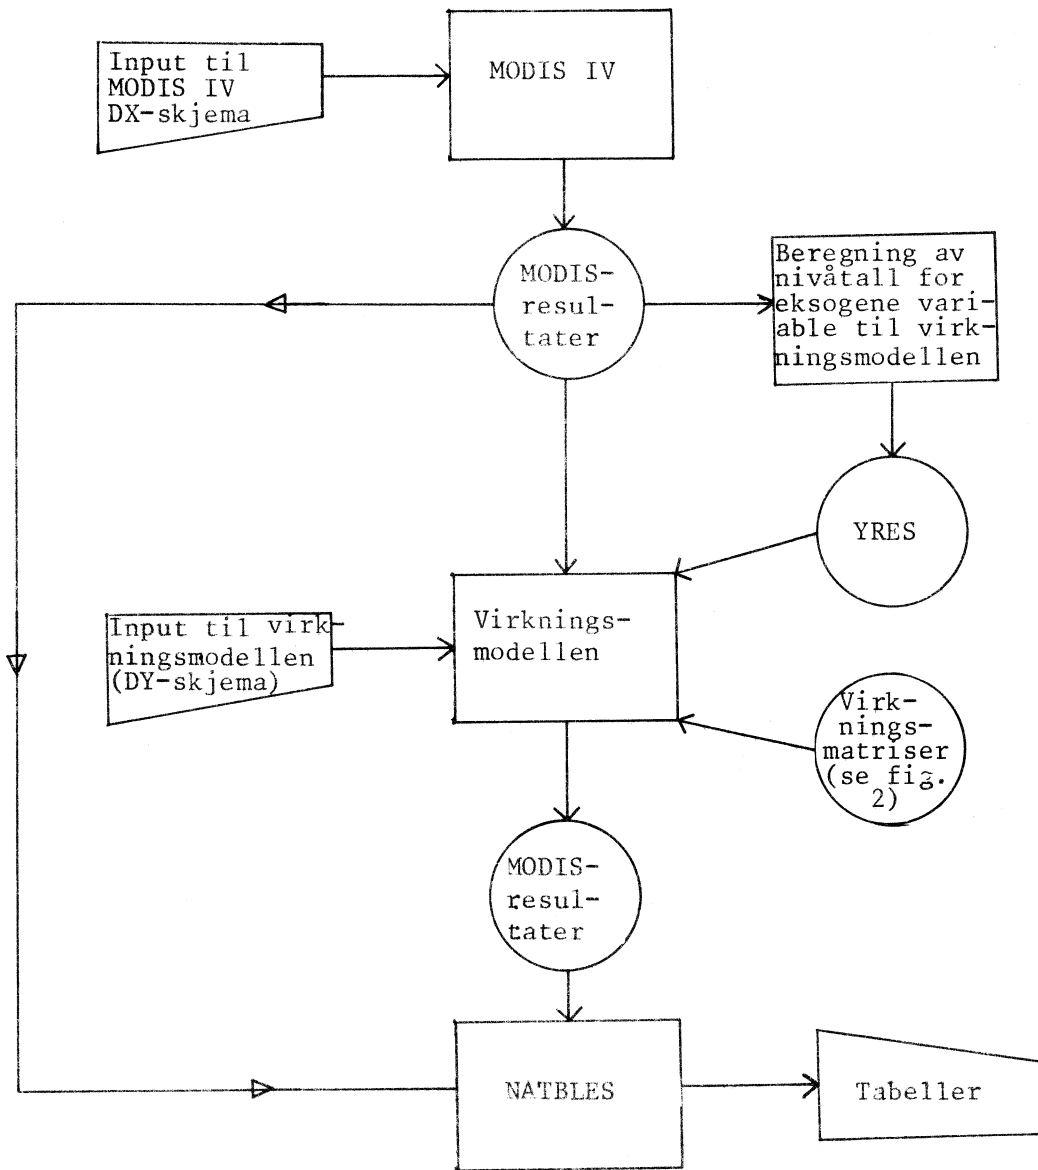 Input til
MODIS IV
DX-skjema
MODIS IV
MODIS-
resul-
tater
Beregning av
nivåtall for
eksogene vari-
able til virk-
ningsmodellen
YRES
Input til virk-
ningsmodellen
(DY-skjema)
Virknings-
modellen
Virk-
nings-
matriser
(se fig.
2)
MODIS-
resul-
tater
NATBLES
Tabeller